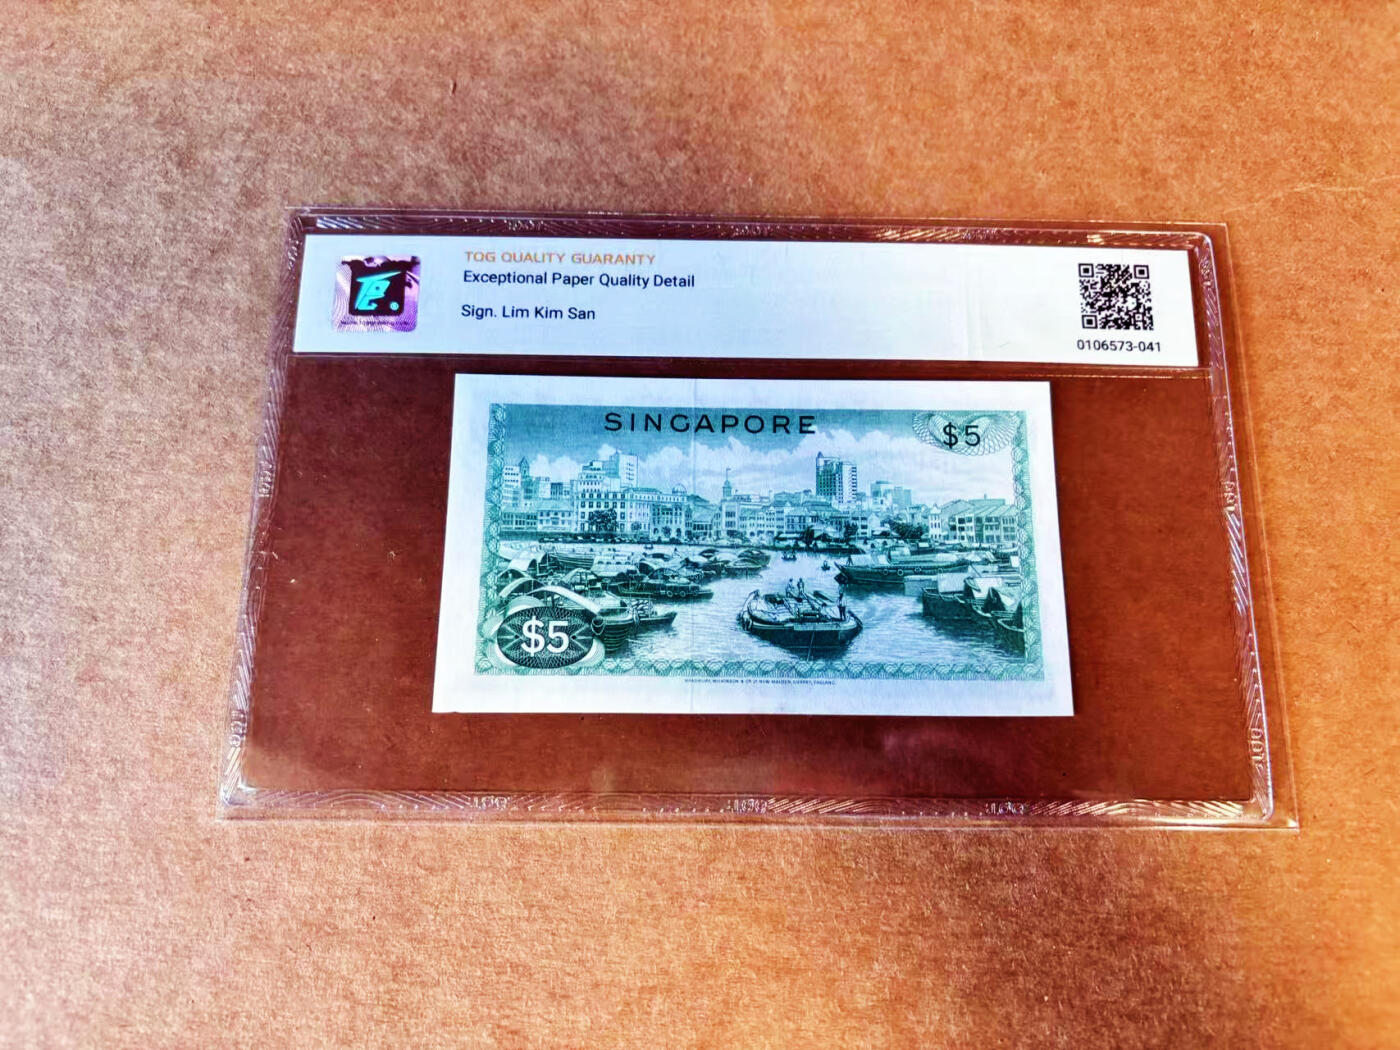 TQG QUALITY GUARANTY
Exceptional Paper Quality Detail
Sign. Lim Kim San
0106573-041
SINGAPORE
$5
$5